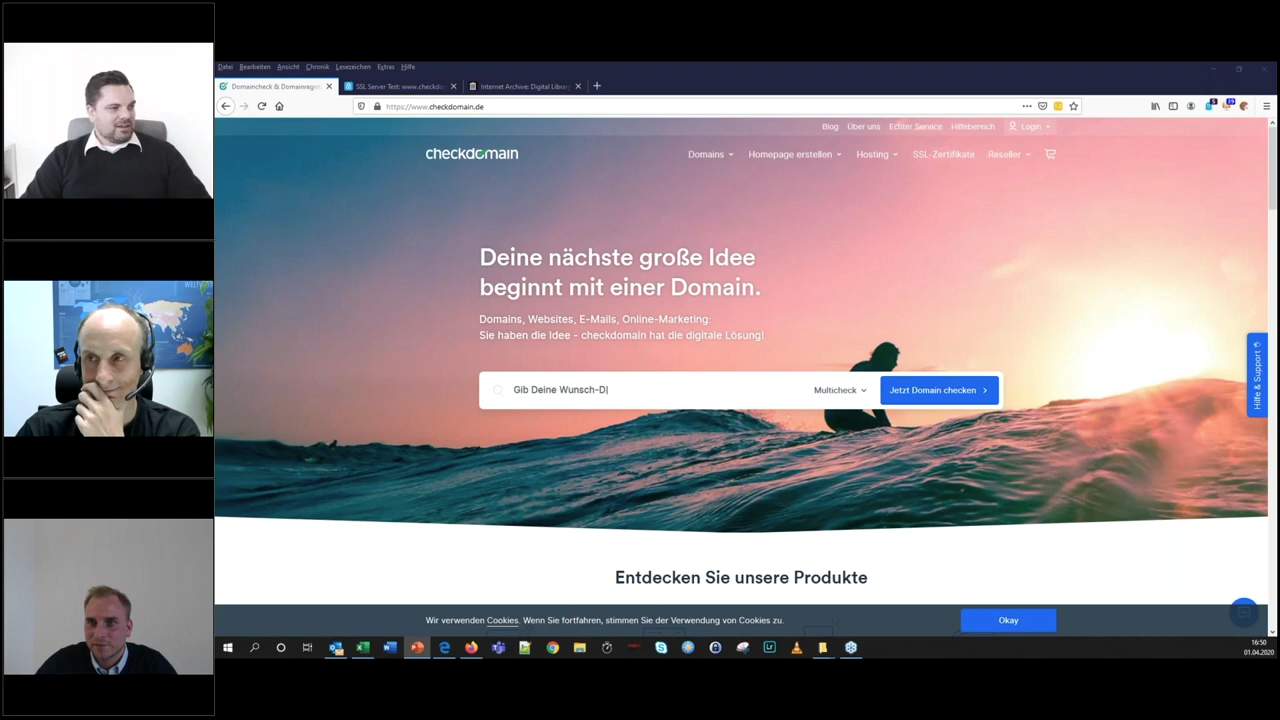 WELT
Datei Bearbeiten Ansicht Chronik Lesezeichen Extras Hilfe
Domaincheck & Domainregis
SSL Server Test: www.checkdom
Internet Archive: Digital Library
https://www.checkdomain.de
Blog Über uns Echter Service Hilfebereich Login
checkdomain
Domains Homepage erstellen Hosting SSL-Zertifikate Reseller
Deine nächste große Idee
beginnt mit einer Domain.
Domains, Websites, E-Mails, Online-Marketing:
Sie haben die Idee - checkdomain hat die digitale Lösung!
Gib Deine Wunsch-D
Multicheck
Jetzt Domain checken
Hilfe & Support
Entdecken Sie unsere Produkte
Wir verwenden Cookies. Wenn Sie fortfahren, stimmen Sie der Verwendung von Cookies zu.
Okay
16:50
01.04.2020